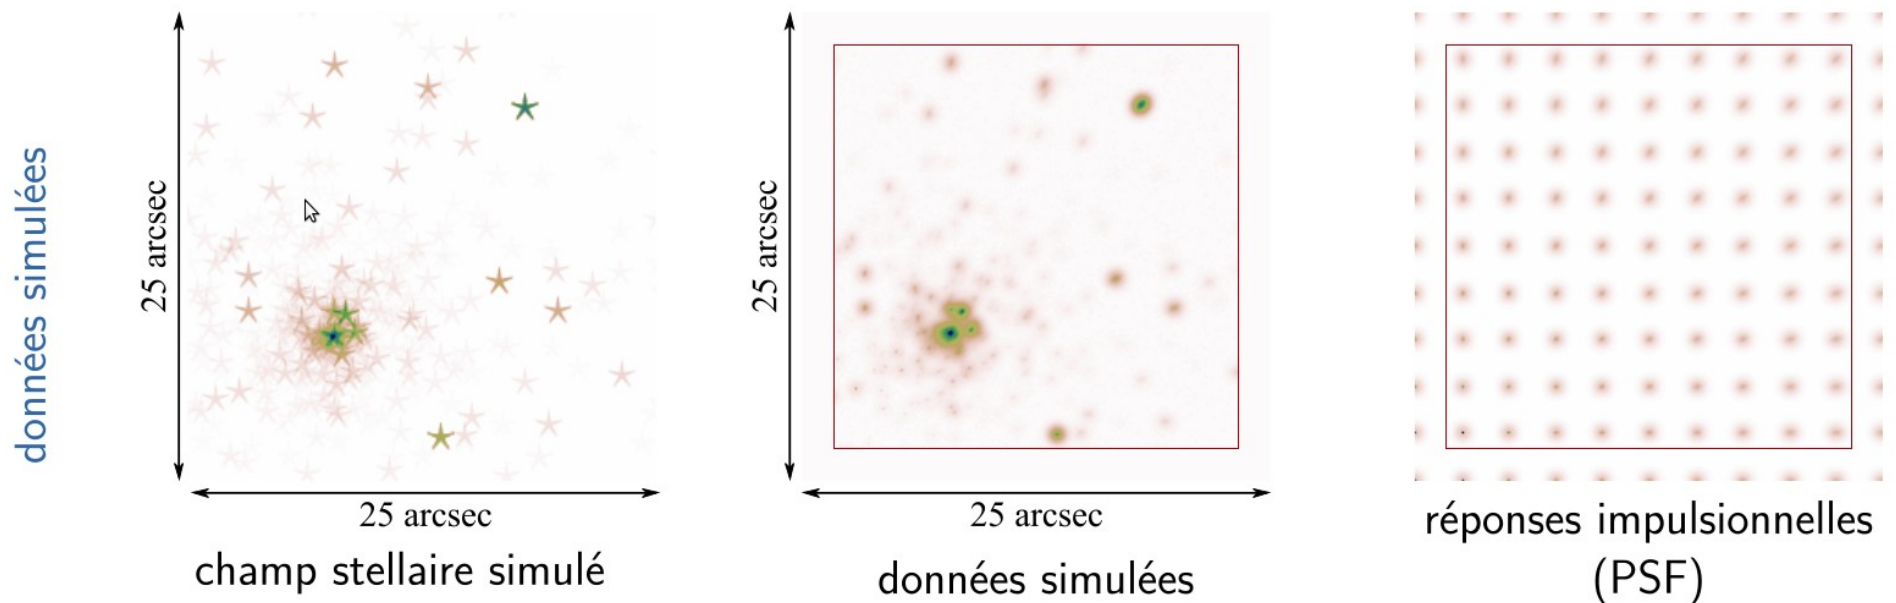 données simulées
25 arcsec
25 arcsec
champ stellaire simulé
25 arcsec
25 arcsec
données simulées
réponses impulsionnelles
(PSF)